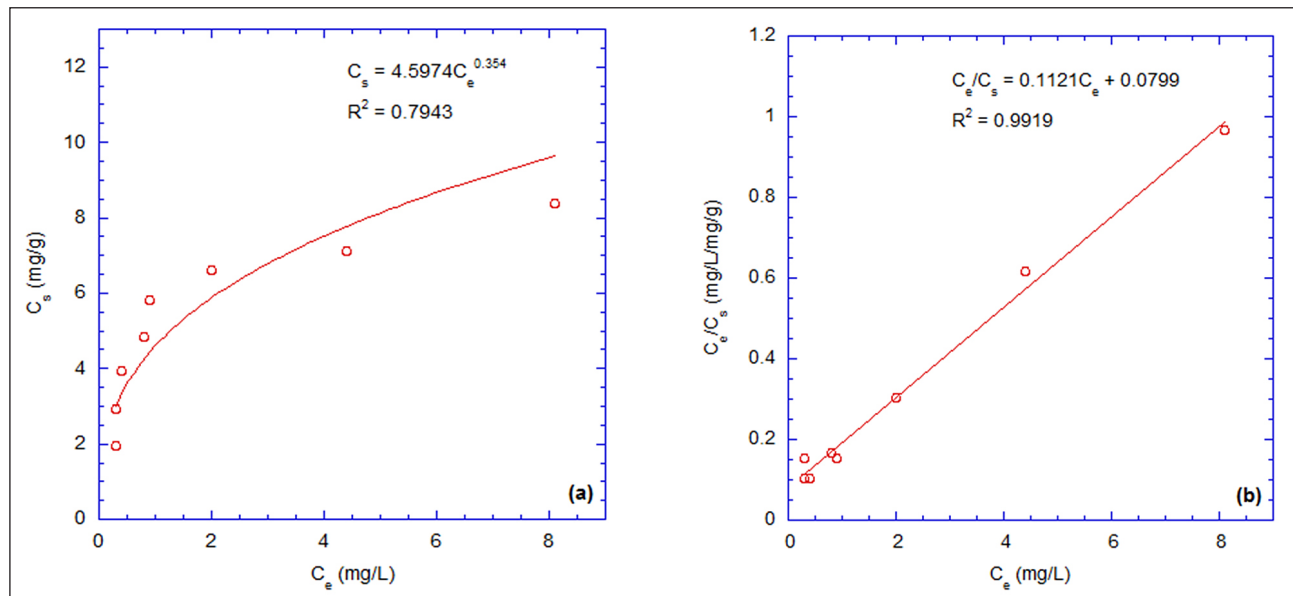 C_s = 4.5974C_e^0.354
R² = 0.7943
12
10
8
6
4
2
0
C_s (mg/g)
0 2 4 6 8
C_e (mg/L)
(a)
C_e/C_s = 0.1121C_e + 0.0799
R² = 0.9919
1.2
1
0.8
0.6
0.4
0.2
0
C_e/C_s (mg/L/mg/g)
0 2 4 6 8
C_e (mg/L)
(b)